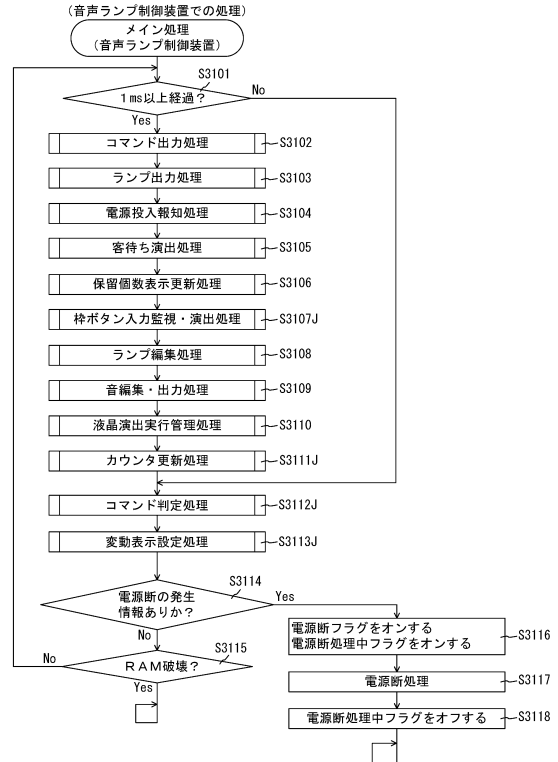 (音声ランプ制御装置での処理)
メイン処理
(音声ランプ制御装置)
S3101
1ms以上経過?
No
Yes
コマンド出力処理 S3102
ランプ出力処理 S3103
電源投入報知処理 S3104
客待ち演出処理 S3105
保留個数表示更新処理 S3106
枠ボタン入力監視・演出処理 S3107J
ランプ編集処理 S3108
音編集・出力処理 S3109
液晶演出実行管理処理 S3110
カウンタ更新処理 S3111J
コマンド判定処理 S3112J
変動表示設定処理 S3113J
S3114
電源断の発生
情報ありか?
Yes
No
S3115
RAM破壊?
No
Yes
電源断フラグをオンする
電源断処理中フラグをオンする
S3116
電源断処理 S3117
電源断処理中フラグをオフする S3118